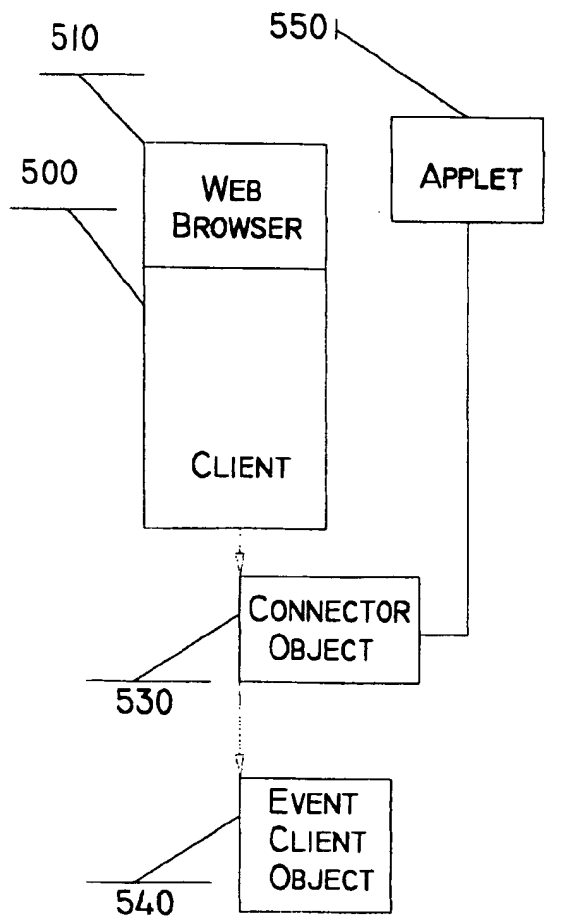 510
550
500
WEB
BROWSER
APPLET
CLIENT
CONNECTOR
OBJECT
530
EVENT
CLIENT
OBJECT
540